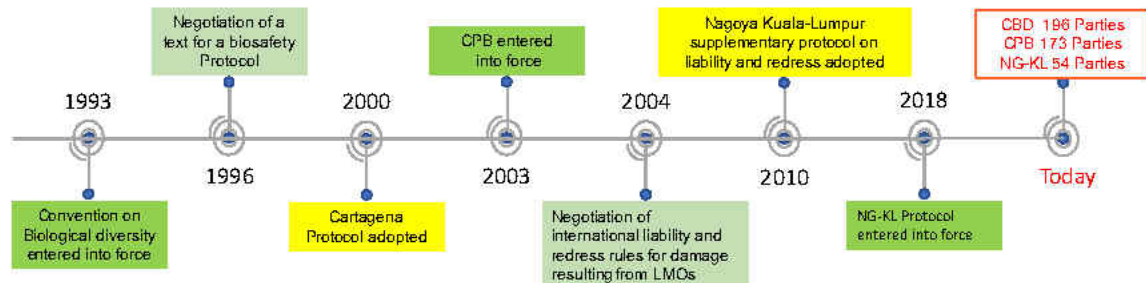 Negotiation of a
text for a biosafety
Protocol
CPB entered
into force
Nagoya Kuala-Lumpur
supplementary protocol on
liability and redress adopted
CBD 196 Parties
CPB 173 Parties
NG-KL 54 Parties
1993
2000
2004
2018
1996
2003
2010
Today
Convention on
Biological diversity
entered into force
Cartagena
Protocol adopted
Negotiation of
international liability and
redress rules for damage
resulting from LMOs
NG-KL Protocol
entered into force